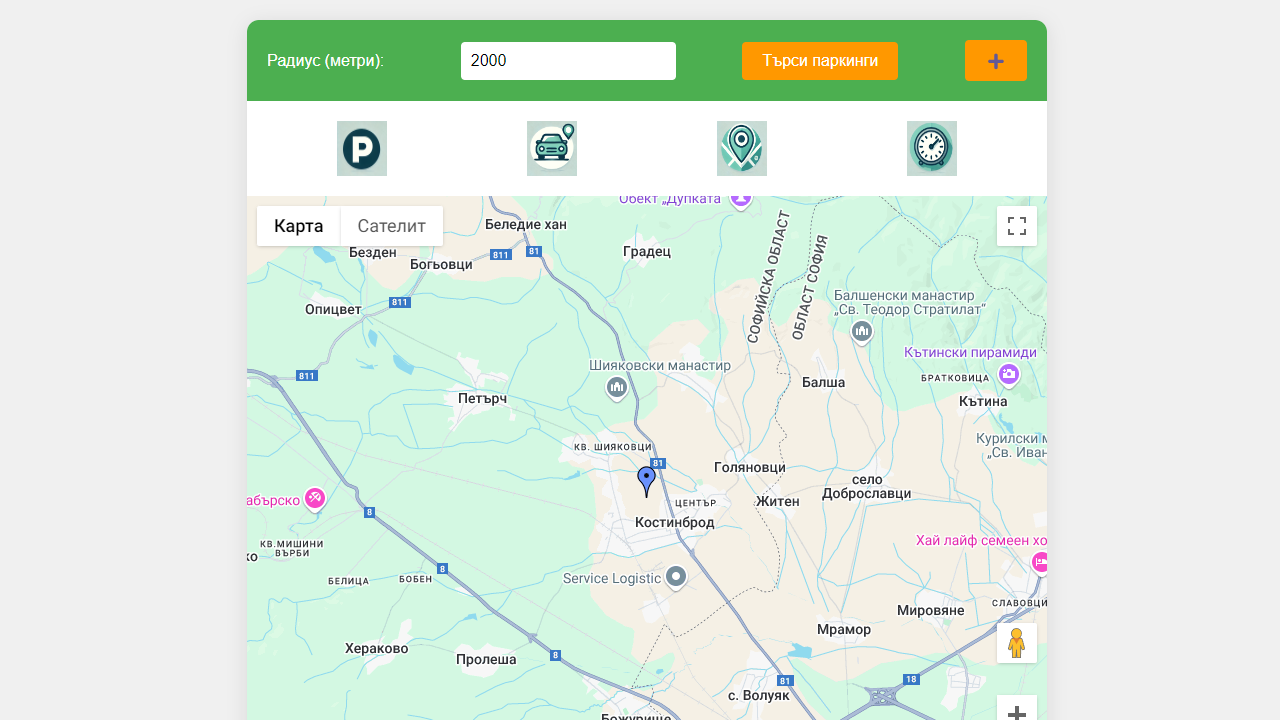 Радиус (метри):
2000
Търси паркинги
+
P
Обект „Дупката
Карта
Сателит
Беледие хан
Безден
Богьовци
811
81
Градец
СОФИЙСКА ОБЛАСТ
ОБЛАСТ СОФИЯ
Балшенски манастир
„Св. Теодор Стратилат“
Опицвет
811
Кътински пирамиди
811
Шияковски манастир
Балша
БРАТКОВИЦА
Кътина
Петърч
Курилски м
„Св. Иван
кв. ШИЯКОВЦИ
81
Голяновци
село
Доброславци
абърско
ЦЕНТЪР
Житен
8
Костинброд
Хай лайф семеен хо
КВ.МИШИНИ
ВЪРБИ
ко
БЕЛИЦА
БОБЕН
8
Service Logistic
СЛАВОВЦИ
Мировяне
Мрамор
Хераково
Пролеша
8
81
18
с. Волуяк
Божурище